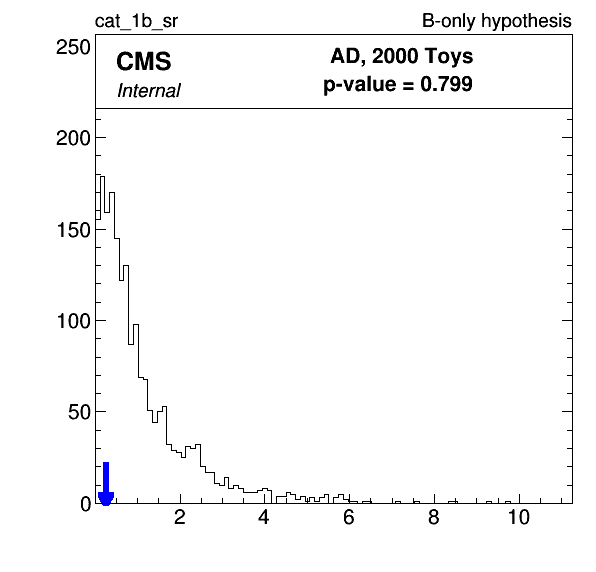 cat_1b_sr B-only hypothesis
250
CMS AD, 2000 Toys
Internal p-value = 0.799
200
150
100
50
0
2 4 6 8 10